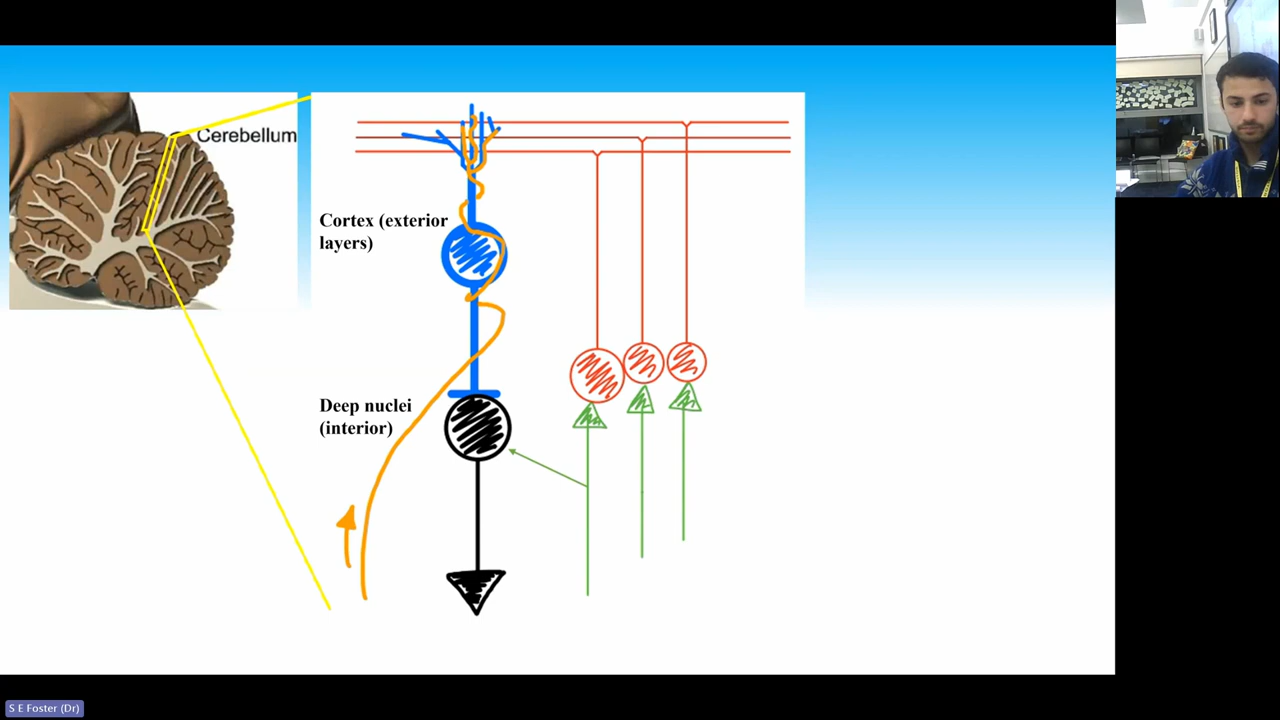 Cerebellum
Cortex (exterior
layers)
Deep nuclei
(interior)
S E Foster (Dr)